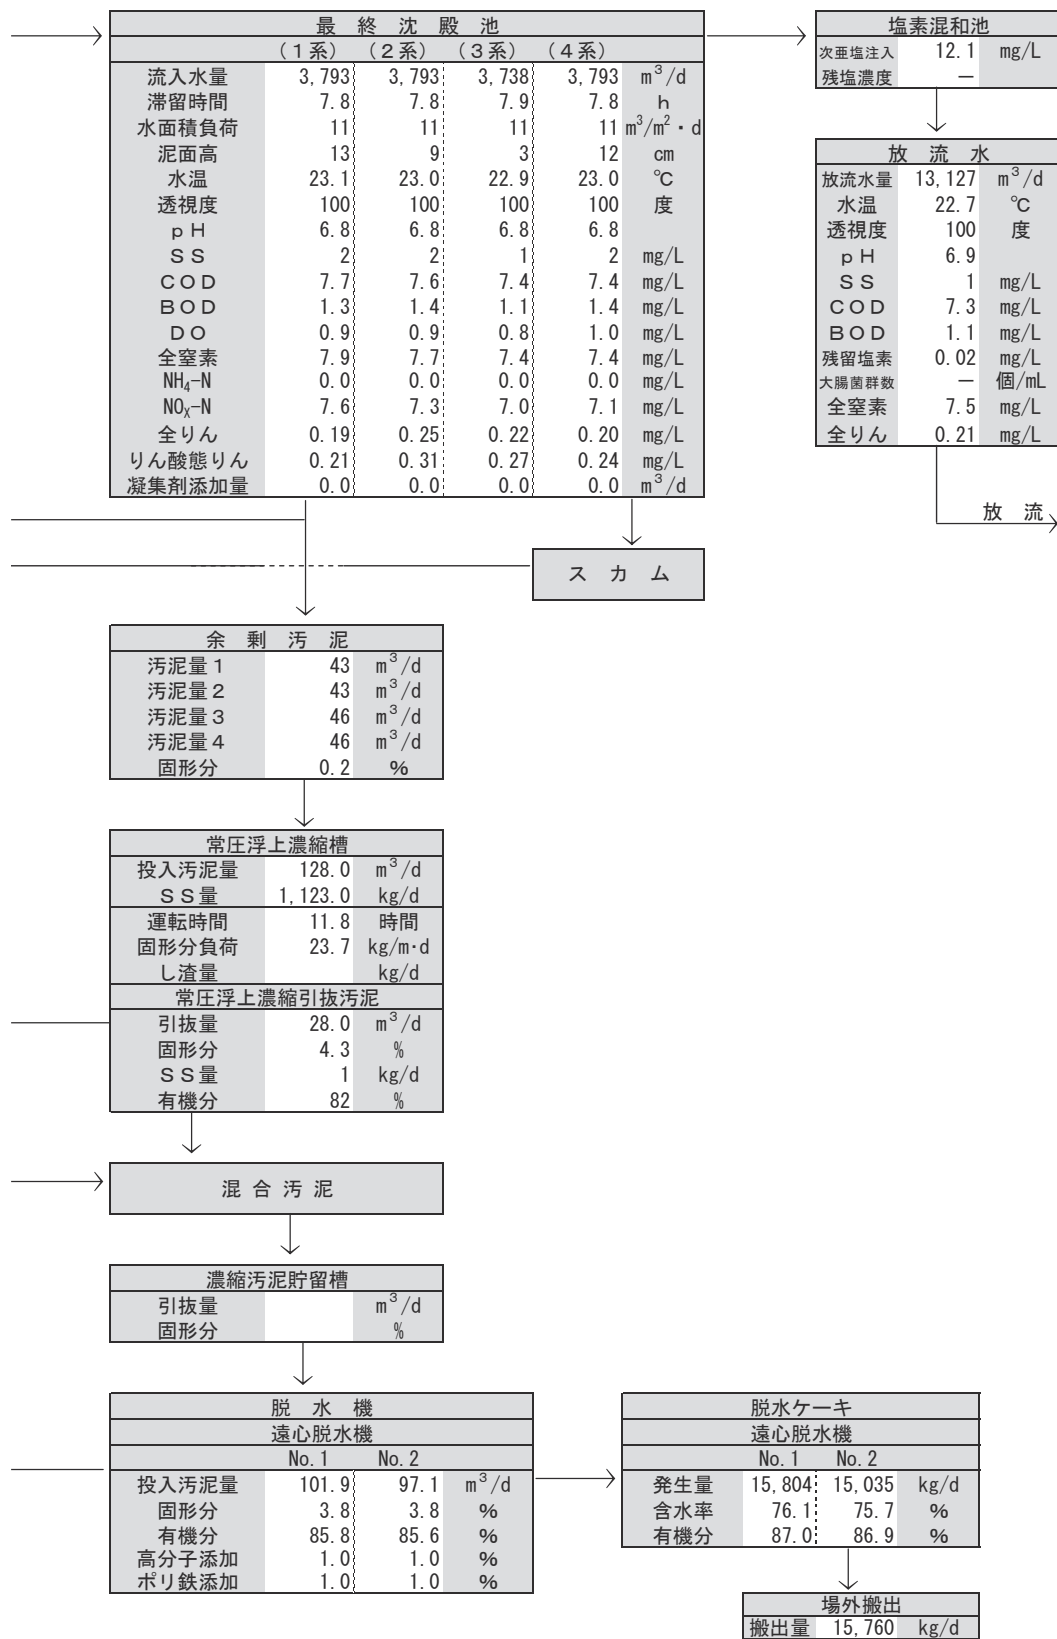 最 終 沈 殿 池
（１系） （２系） （３系） （４系）
流入水量 3,793 3,793 3,738 3,793 m³/d
滞留時間 7.8 7.8 7.9 7.8 h
水面積負荷 11 11 11 11 m³/m²・d
泥面高 13 9 3 12 cm
水温 23.1 23.0 22.9 23.0 ℃
透視度 100 100 100 100 度
ｐＨ 6.8 6.8 6.8 6.8
ＳＳ 2 2 1 2 mg/L
ＣＯＤ 7.7 7.6 7.4 7.4 mg/L
ＢＯＤ 1.3 1.4 1.1 1.4 mg/L
ＤＯ 0.9 0.9 0.8 1.0 mg/L
全窒素 7.9 7.7 7.4 7.4 mg/L
NH₄-N 0.0 0.0 0.0 0.0 mg/L
NOx-N 7.6 7.3 7.0 7.1 mg/L
全りん 0.19 0.25 0.22 0.20 mg/L
りん酸態りん 0.21 0.31 0.27 0.24 mg/L
凝集剤添加量 0.0 0.0 0.0 0.0 m³/d
塩素混和池
次亜塩注入 12.1 mg/L
残塩濃度 －
放 流 水
放流水量 13,127 m³/d
水温 22.7 ℃
透視度 100 度
ｐＨ 6.9
ＳＳ 1 mg/L
ＣＯＤ 7.3 mg/L
ＢＯＤ 1.1 mg/L
残留塩素 0.02 mg/L
大腸菌群数 － 個/mL
全窒素 7.5 mg/L
全りん 0.21 mg/L
放 流
ス カ ム
余 剰 汚 泥
汚泥量１ 43 m³/d
汚泥量２ 43 m³/d
汚泥量３ 46 m³/d
汚泥量４ 46 m³/d
固形分 0.2 %
常圧浮上濃縮槽
投入汚泥量 128.0 m³/d
ＳＳ量 1,123.0 kg/d
運転時間 11.8 時間
固形分負荷 23.7 kg/m・d
し渣量 kg/d
常圧浮上濃縮引抜汚泥
引抜量 28.0 m³/d
固形分 4.3 %
ＳＳ量 1 kg/d
有機分 82 %
混 合 汚 泥
濃縮汚泥貯留槽
引抜量 m³/d
固形分 %
脱 水 機
遠心脱水機
No.1 No.2
投入汚泥量 101.9 97.1 m³/d
固形分 3.8 3.8 %
有機分 85.8 85.6 %
高分子添加 1.0 1.0 %
ポリ鉄添加 1.0 1.0 %
脱水ケーキ
遠心脱水機
No.1 No.2
発生量 15,804 15,035 kg/d
含水率 76.1 75.7 %
有機分 87.0 86.9 %
場外搬出
搬出量 15,760 kg/d